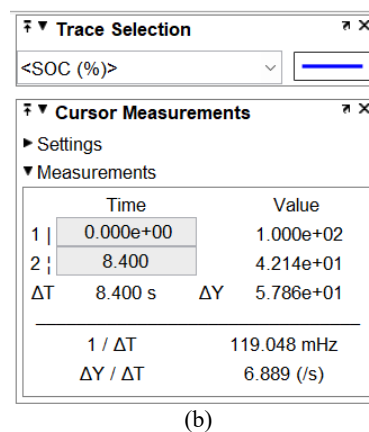 Trace Selection
<SOC (%)>
Cursor Measurements
Settings
Measurements
Time Value
1 | 0.000e+00 1.000e+02
2 ¦ 8.400 4.214e+01
ΔT 8.400 s ΔY 5.786e+01
1 / ΔT 119.048 mHz
ΔY / ΔT 6.889 (/s)
(b)